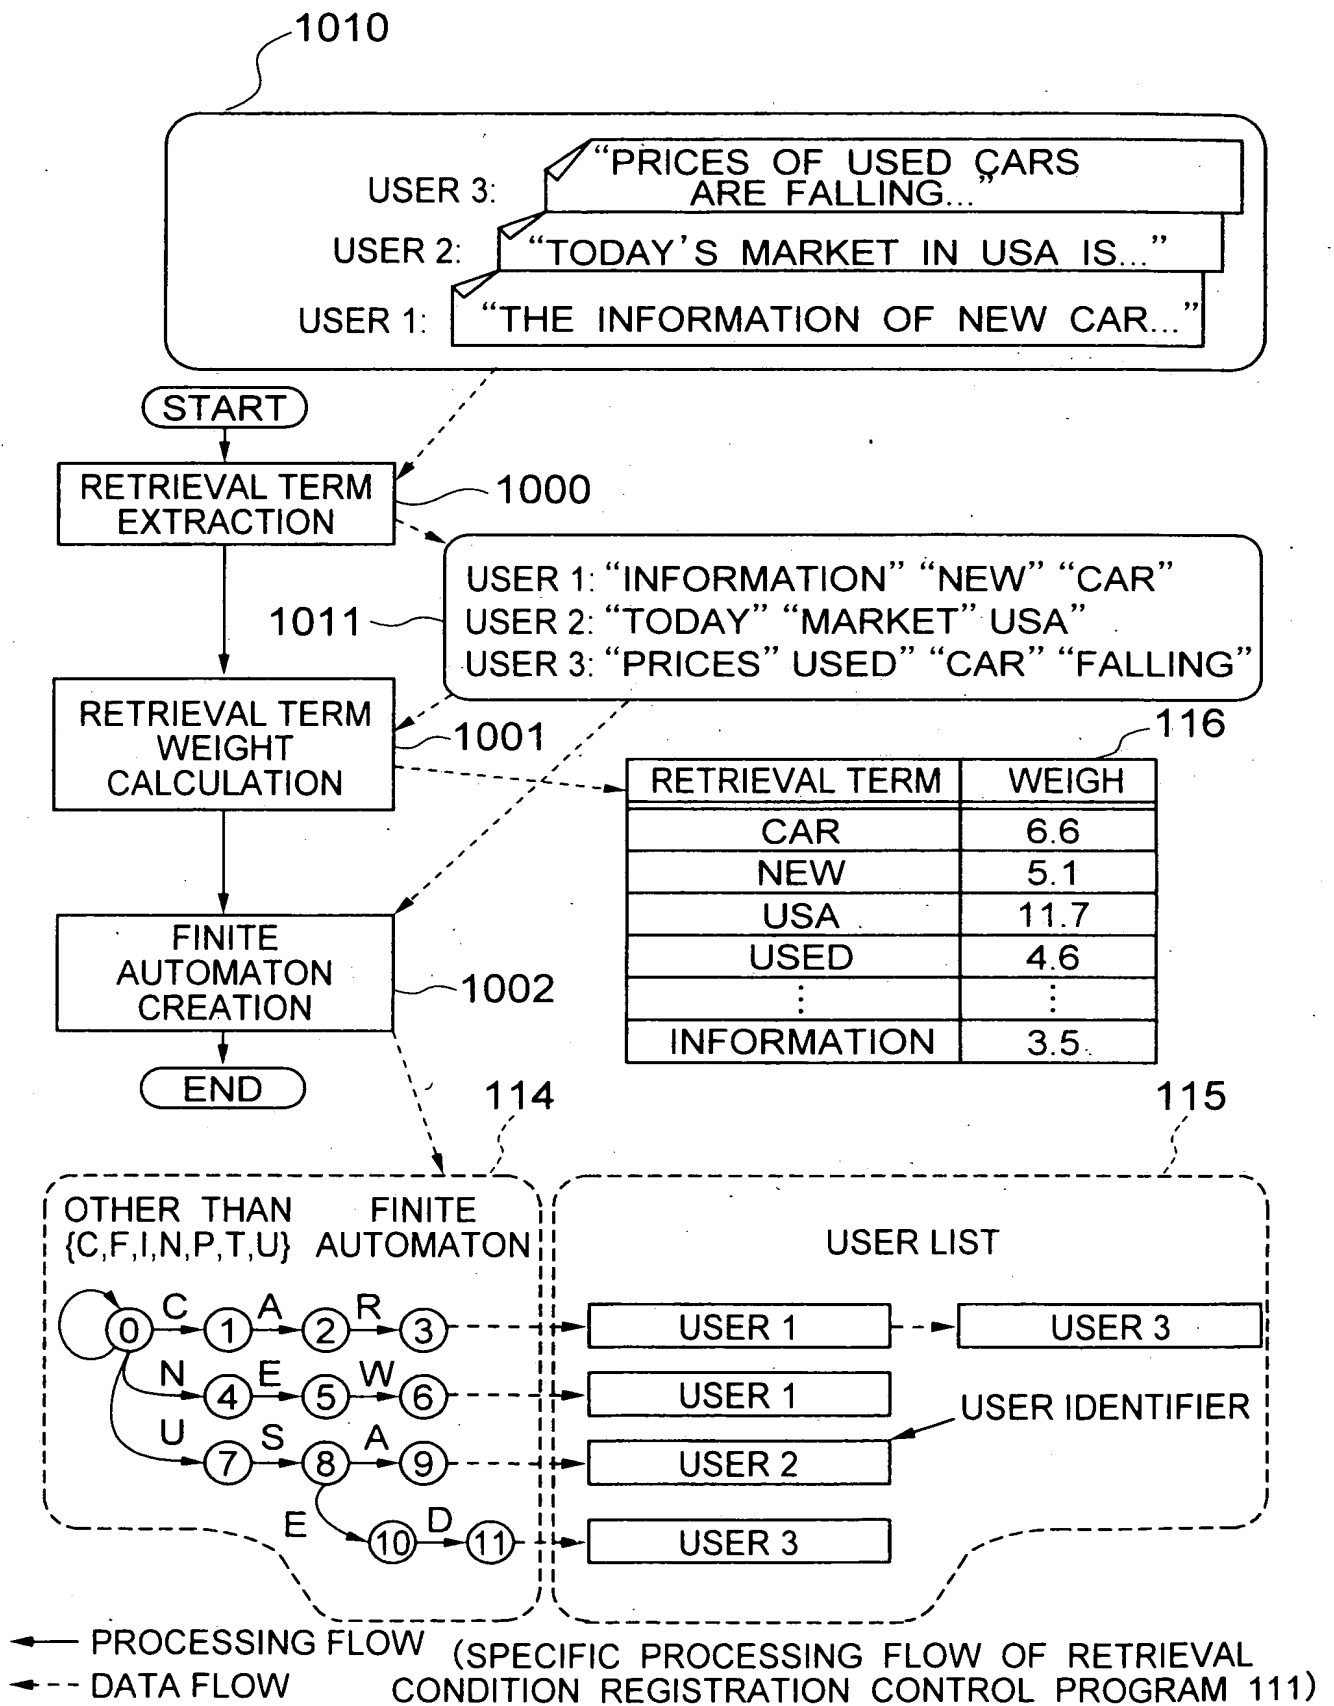 1010
USER 3:
“PRICES OF USED CARS
ARE FALLING...”
USER 2:
“TODAY’S MARKET IN USA IS...”
USER 1:
“THE INFORMATION OF NEW CAR...”
START
RETRIEVAL TERM
EXTRACTION
1000
1011
USER 1: “INFORMATION” “NEW” “CAR”
USER 2: “TODAY” “MARKET” USA”
USER 3: “PRICES” USED” “CAR” “FALLING”
RETRIEVAL TERM
WEIGHT
CALCULATION
1001
116
RETRIEVAL TERM WEIGH
CAR 6.6
NEW 5.1
USA 11.7
USED 4.6
⋮ ⋮
INFORMATION 3.5
FINITE
AUTOMATON
CREATION
1002
END
114
115
OTHER THAN
{C,F,I,N,P,T,U}
FINITE
AUTOMATON
USER LIST
C A R
0 1 2 3
USER 1 USER 3
N E W
4 5 6
USER 1
USER IDENTIFIER
U S A
7 8 9
USER 2
E D
10 11
USER 3
PROCESSING FLOW
DATA FLOW
(SPECIFIC PROCESSING FLOW OF RETRIEVAL
CONDITION REGISTRATION CONTROL PROGRAM 111)